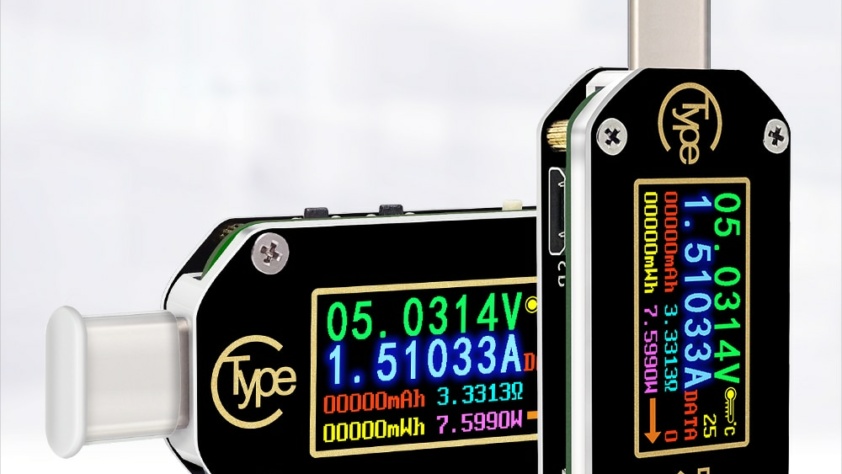 Type C
05.0314V
1.51033A
00000mAh 3.3313Ω
00000mWh 7.5990W
Type C
05.0314V °C 25
1.51033A DATA 0
00000mAh 3.3313Ω
00000mWh 7.5990W